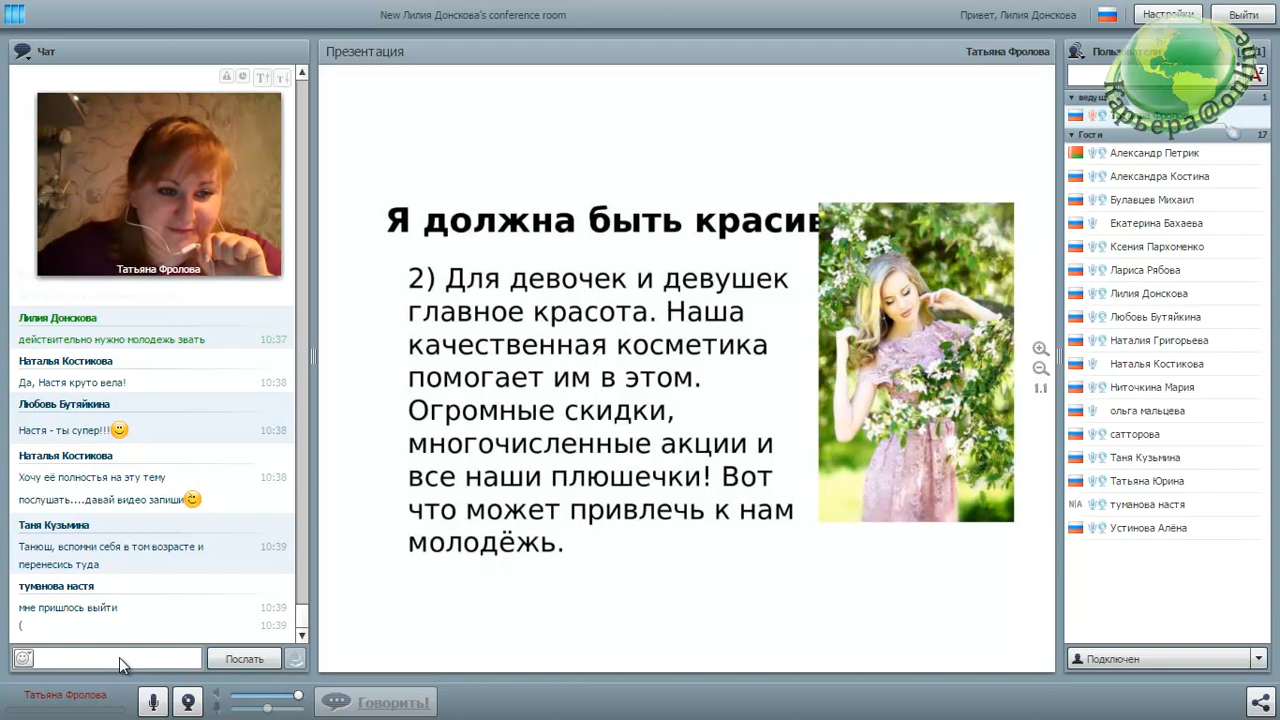 New Лилия Донскова's conference room
Привет, Лилия Донскова
Настройки
Выйти
Чат
Татьяна Фролова
Лилия Донскова
действительно нужно молодежь звать 10:37
Наталья Костикова
Да, Настя круто вела! 10:38
Любовь Бутяйкина
Настя - ты супер!!! 10:38
Наталья Костикова
Хочу её полностья на эту тему 10:38
послушать....давай видео запиши
Таня Кузьмина
Танюш, вспомни себя в том возрасте и 10:39
перенесись туда
туманова настя
мне пришлось выйти 10:39
( 10:39
Послать
Татьяна Фролова
Говорить!
Презентация
Татьяна Фролова
Я должна быть красив
2) Для девочек и девушек
главное красота. Наша
качественная косметика
помогает им в этом.
Огромные скидки,
многочисленные акции и
все наши плюшечки! Вот
что может привлечь к нам
молодёжь.
1:1
Пользователи
Карьера@online
ведущ 1
Гости 17
Александр Петрик
Александра Костина
Булавцев Михаил
Екатерина Бахаева
Ксения Пархоменко
Лариса Рябова
Лилия Донскова
Любовь Бутяйкина
Наталия Григорьева
Наталья Костикова
Ниточкина Мария
ольга мальцева
сатторова
Таня Кузьмина
Татьяна Юрина
N/A туманова настя
Устинова Алёна
Подключен